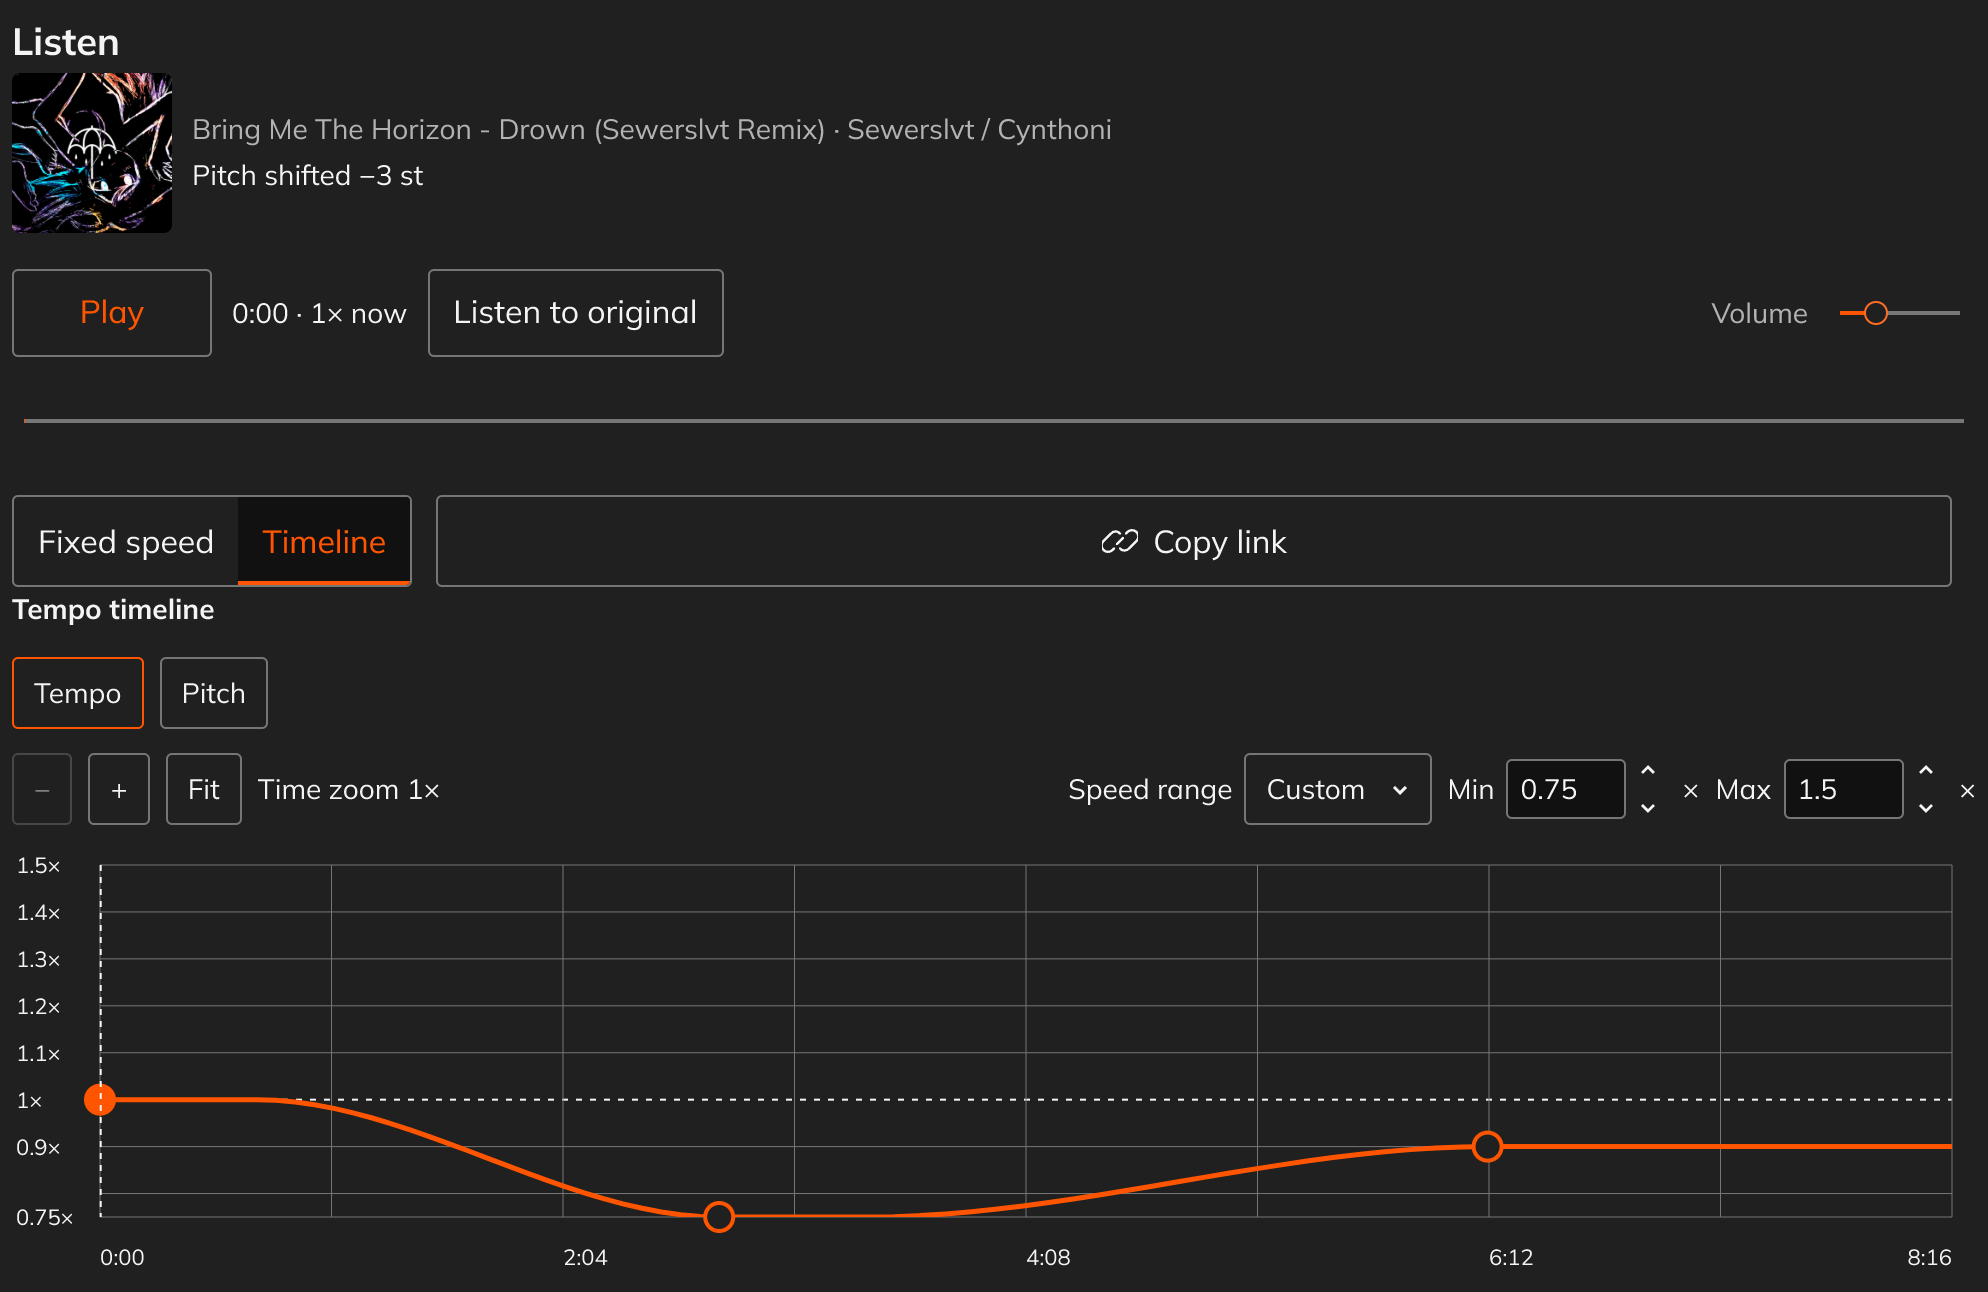 Listen
Bring Me The Horizon - Drown (Sewerslvt Remix) · Sewerslvt / Cynthoni
Pitch shifted −3 st
Play
0:00 · 1× now
Listen to original
Volume
Fixed speed
Timeline
Copy link
Tempo timeline
Tempo
Pitch
−
+
Fit
Time zoom 1×
Speed range
Custom
Min
0.75
×
Max
1.5
×
1.5×
1.4×
1.3×
1.2×
1.1×
1×
0.9×
0.75×
0:00
2:04
4:08
6:12
8:16